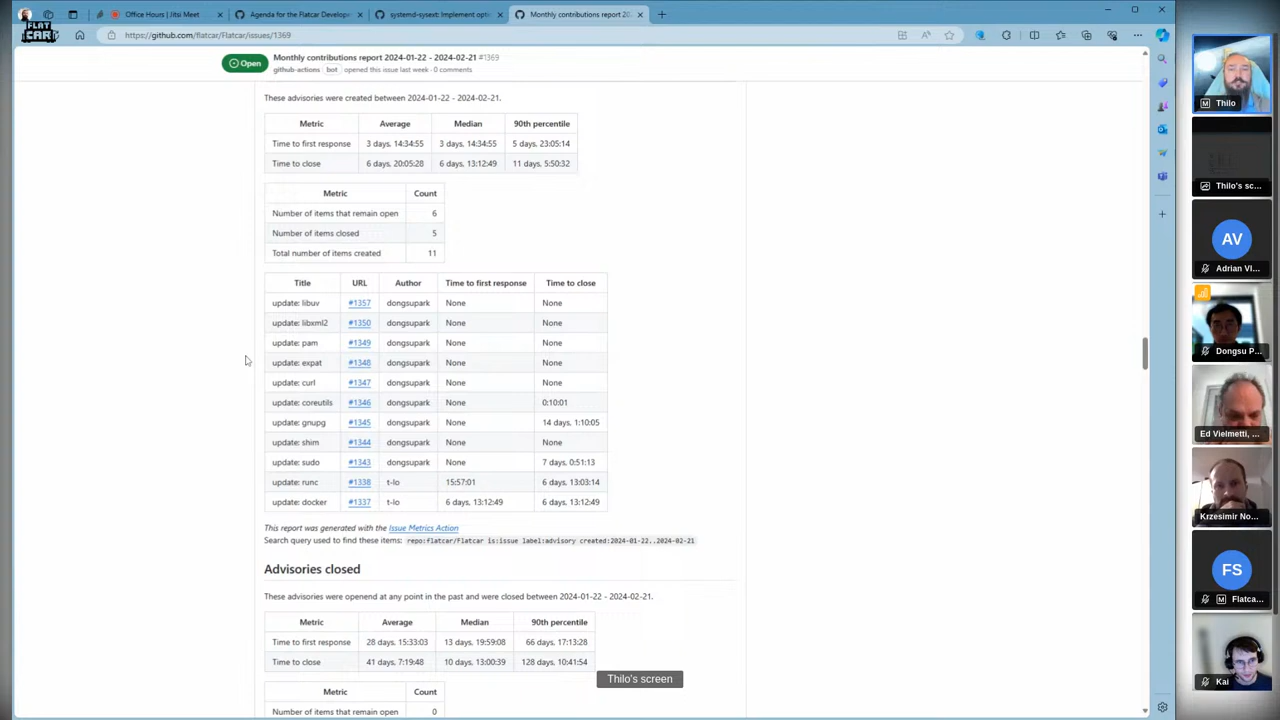 Office Hours | Jitsi Meet
Agenda for the Flatcar Develope
systemd-sysext: Implement opti
Monthly contributions report 20
FLAT
CAR
https://github.com/flatcar/Flatcar/issues/1369
Open
Monthly contributions report 2024-01-22 - 2024-02-21 #1369
github-actions bot opened this issue last week · 0 comments
These advisories were created between 2024-01-22 - 2024-02-21.
Metric Average Median 90th percentile
Time to first response 3 days, 14:34:55 3 days, 14:34:55 5 days, 23:05:14
Time to close 6 days, 20:05:28 6 days, 13:12:49 11 days, 5:50:32
Metric Count
Number of items that remain open 6
Number of items closed 5
Total number of items created 11
Title URL Author Time to first response Time to close
update: libuv #1357 dongsupark None None
update: libxml2 #1350 dongsupark None None
update: pam #1349 dongsupark None None
update: expat #1348 dongsupark None None
update: curl #1347 dongsupark None None
update: coreutils #1346 dongsupark None 0:10:01
update: gnupg #1345 dongsupark None 14 days, 1:10:05
update: shim #1344 dongsupark None None
update: sudo #1343 dongsupark None 7 days, 0:51:13
update: runc #1338 t-lo 15:57:01 6 days, 13:03:14
update: docker #1337 t-lo 6 days, 13:12:49 6 days, 13:12:49
This report was generated with the Issue Metrics Action
Search query used to find these items: repo:flatcar/Flatcar is:issue label:advisory created:2024-01-22..2024-02-21
Advisories closed
These advisories were openend at any point in the past and were closed between 2024-01-22 - 2024-02-21.
Metric Average Median 90th percentile
Time to first response 28 days, 15:33:03 13 days, 19:59:08 66 days, 17:13:28
Time to close 41 days, 7:19:48 10 days, 13:00:39 128 days, 10:41:54
Metric Count
Number of items that remain open 0
Thilo's screen
Thilo
Thilo's sc...
AV
Adrian Vl...
Dongsu P...
Ed Vielmetti, ...
Krzesimir No...
FS
Flatca...
Kai